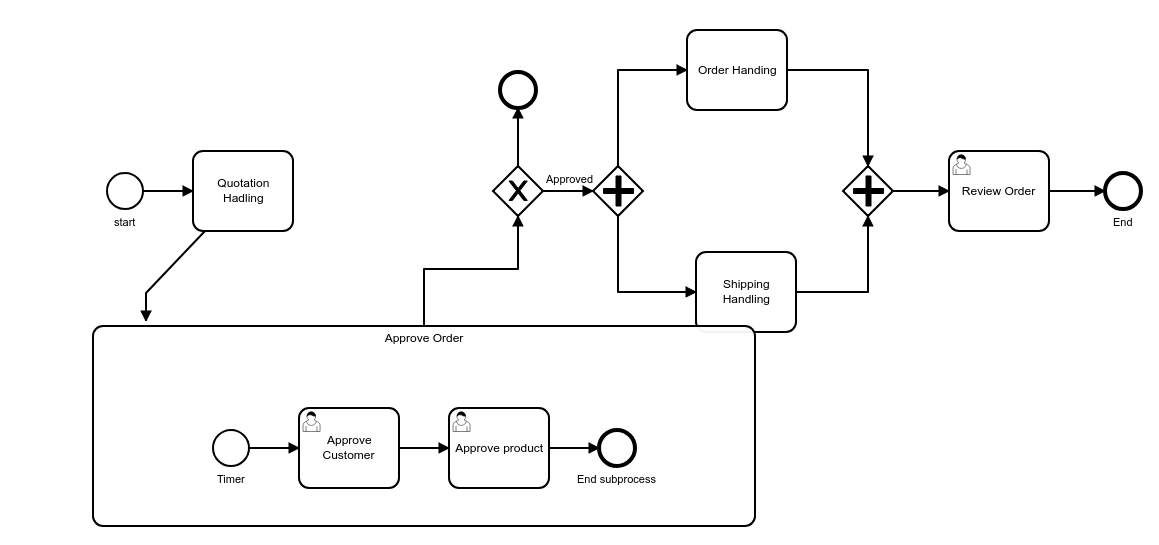 Order Handing
Approved
X
Quotation
Hadling
start
Review Order
End
Shipping
Handling
Approve Order
Approve
Customer
Approve product
Timer
End subprocess